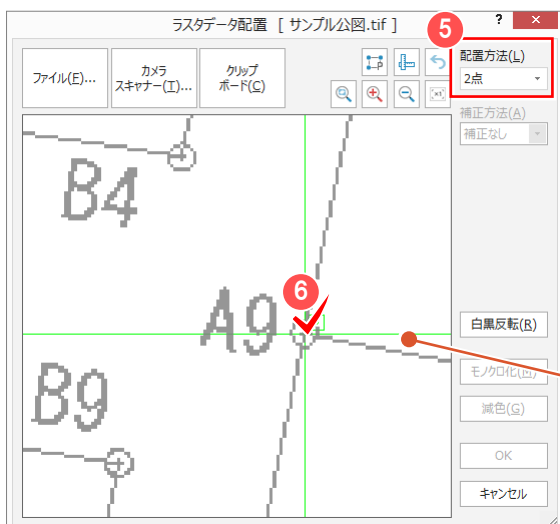 ラスタデータ配置 [ サンプル公図.tif ]
? ×
5
ファイル(F)...
カメラ
スキャナー(T)...
クリップ
ボード(C)
P
×1
配置方法(L)
2点
補正方法(A)
補正なし
B4
6
A9
B9
白黒反転(R)
モノクロ化(M)
減色(G)
OK
キャンセル